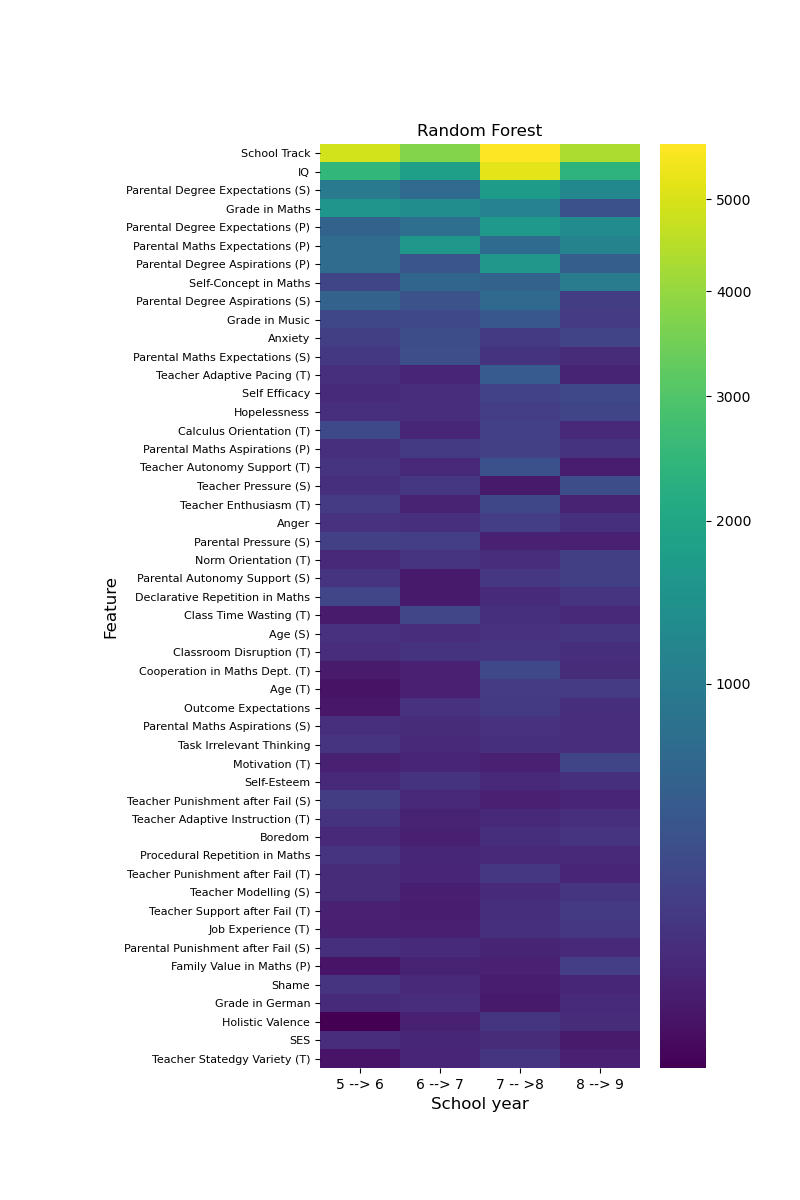 Random Forest
School Track
IQ
Parental Degree Expectations (S)
Grade in Maths
Parental Degree Expectations (P)
Parental Maths Expectations (P)
Parental Degree Aspirations (P)
Self-Concept in Maths
Parental Degree Aspirations (S)
Grade in Music
Anxiety
Parental Maths Expectations (S)
Teacher Adaptive Pacing (T)
Self Efficacy
Hopelessness
Calculus Orientation (T)
Parental Maths Aspirations (P)
Teacher Autonomy Support (T)
Teacher Pressure (S)
Teacher Enthusiasm (T)
Anger
Parental Pressure (S)
Norm Orientation (T)
Parental Autonomy Support (S)
Declarative Repetition in Maths
Class Time Wasting (T)
Age (S)
Classroom Disruption (T)
Cooperation in Maths Dept. (T)
Age (T)
Outcome Expectations
Parental Maths Aspirations (S)
Task Irrelevant Thinking
Motivation (T)
Self-Esteem
Teacher Punishment after Fail (S)
Teacher Adaptive Instruction (T)
Boredom
Procedural Repetition in Maths
Teacher Punishment after Fail (T)
Teacher Modelling (S)
Teacher Support after Fail (T)
Job Experience (T)
Parental Punishment after Fail (S)
Family Value in Maths (P)
Shame
Grade in German
Holistic Valence
SES
Teacher Statedgy Variety (T)
Feature
5 --> 6
6 --> 7
7 -- >8
8 --> 9
School year
5000
4000
3000
2000
1000